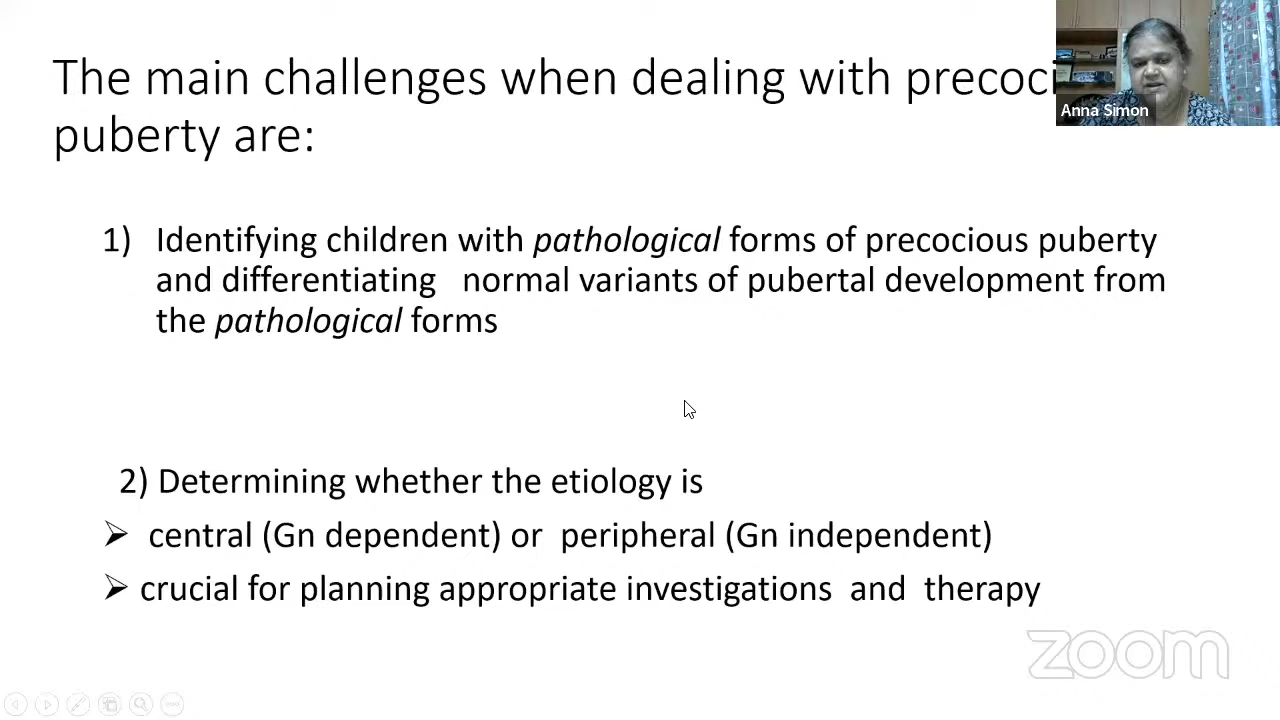 The main challenges when dealing with precoci
puberty are:
Anna Simon
1) Identifying children with pathological forms of precocious puberty
and differentiating normal variants of pubertal development from
the pathological forms
2) Determining whether the etiology is
➢ central (Gn dependent) or peripheral (Gn independent)
➢ crucial for planning appropriate investigations and therapy
zoom